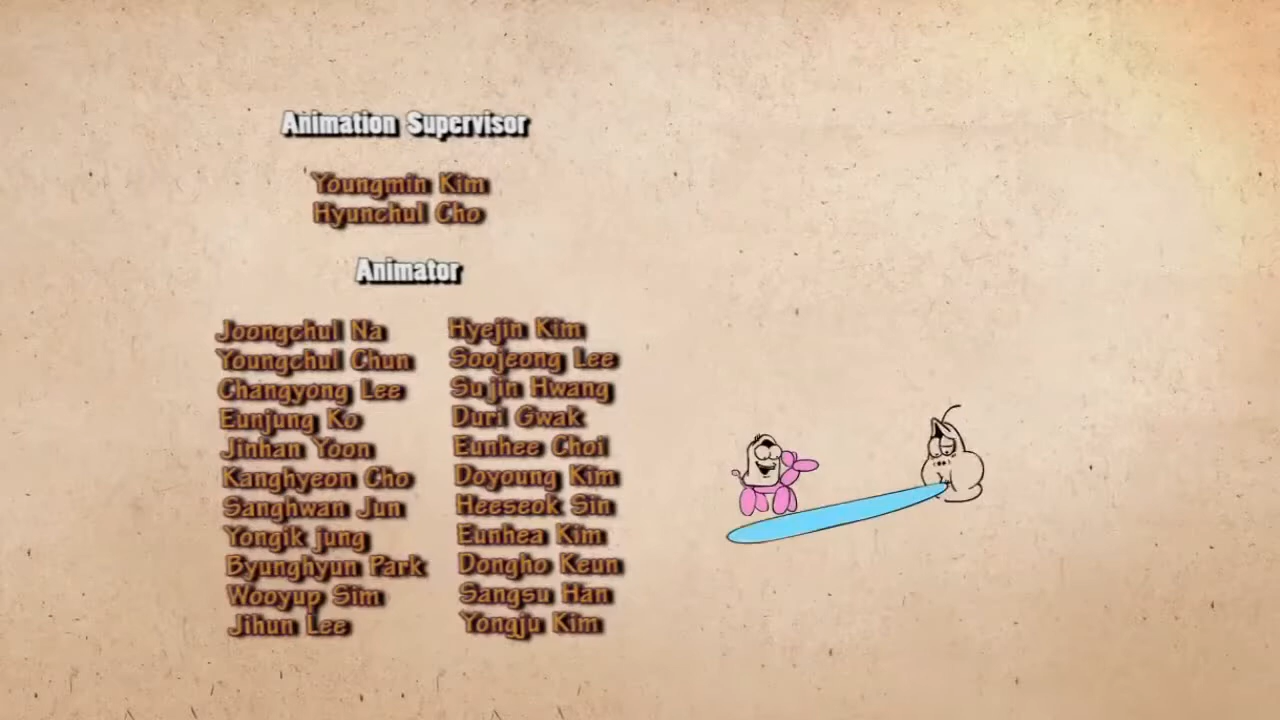 Animation Supervisor
Youngmin Kim
Hyunchul Cho
Animator
Joongchul Na
Hyejin Kim
Youngchul Chun
Soojeong Lee
Changyong Lee
Sujin Hwang
Eunjung Ko
Duri Gwak
Jinhan Yoon
Eunhee Choi
Kanghyeon Cho
Doyoung Kim
Sanghwan Jun
Heeseok Sin
Yongik jung
Eunhea Kim
Byunghyun Park
Dongho Keun
Wooyup Sim
Sangsu Han
Jihun Lee
Yongju Kim